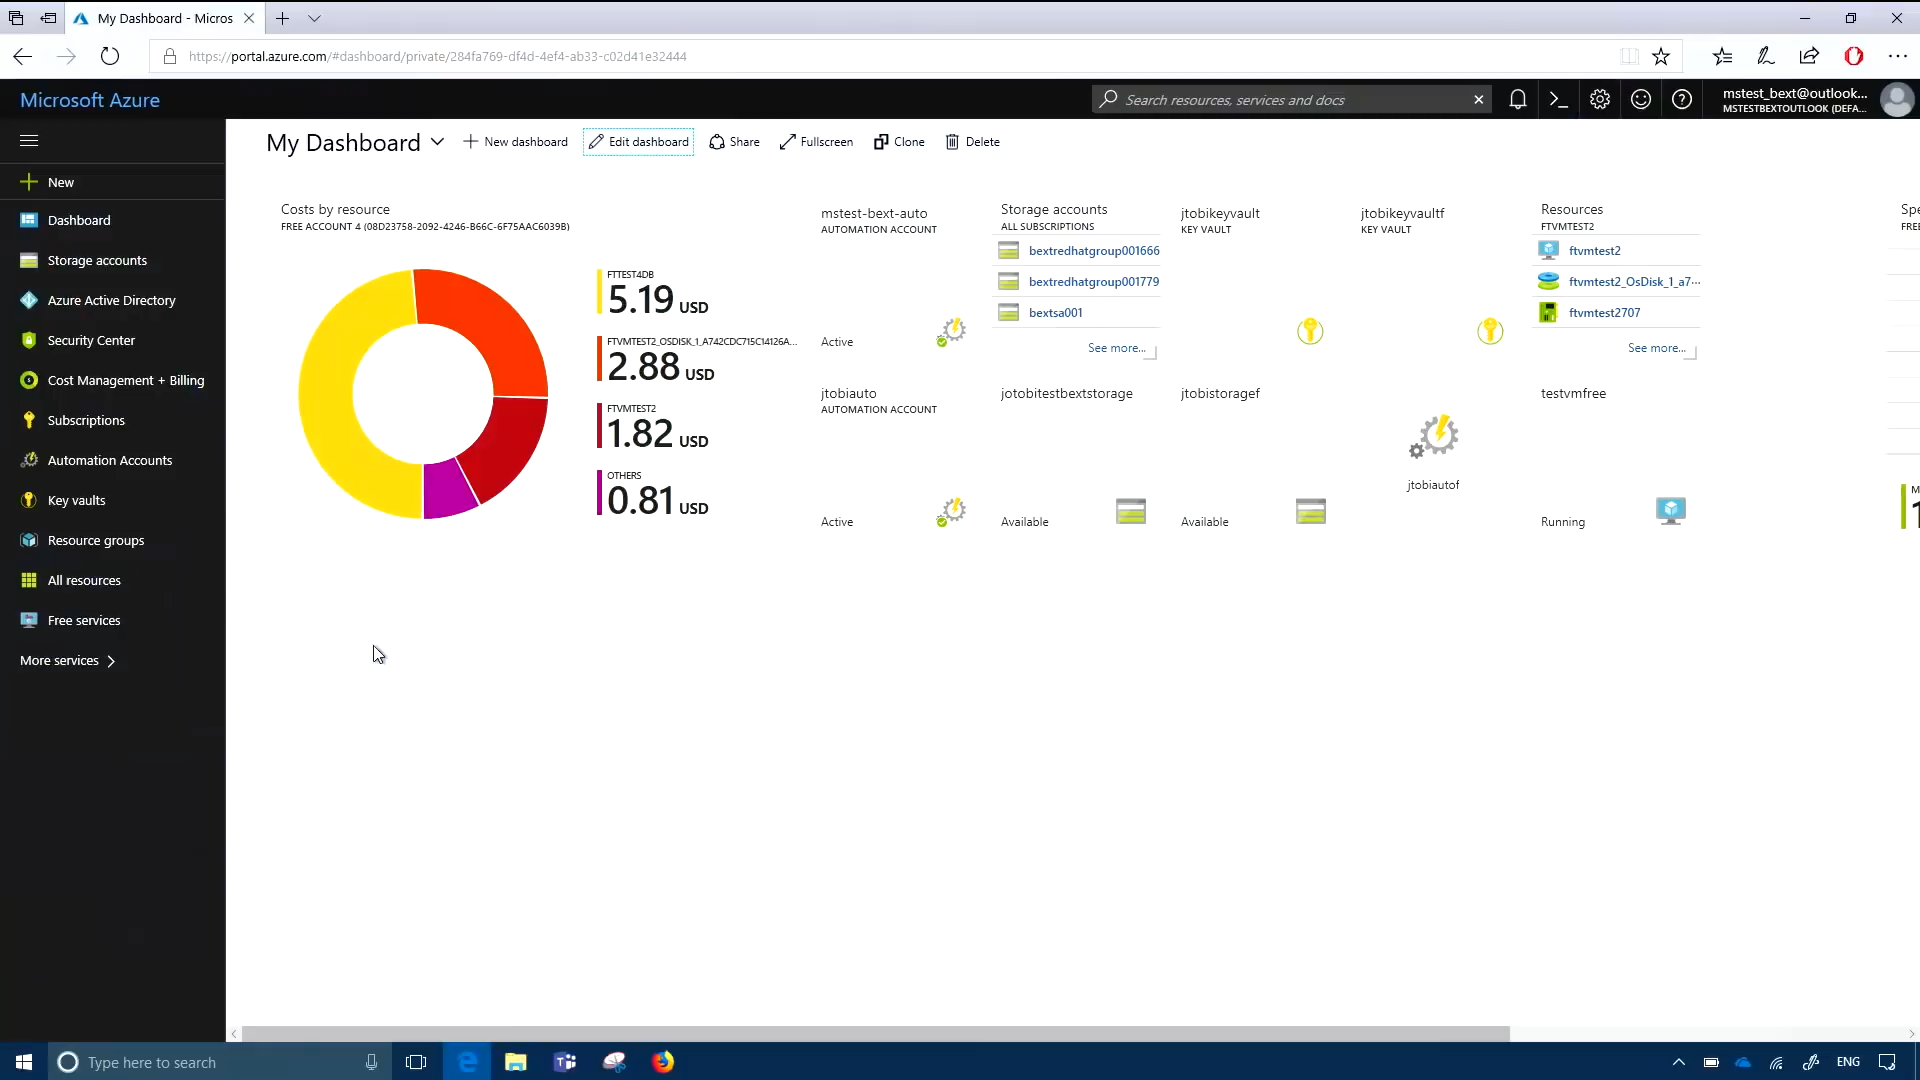 My Dashboard - Micros
https://portal.azure.com/#dashboard/private/284fa769-df4d-4ef4-ab33-c02d41e32444
Microsoft Azure
Search resources, services and docs
mstest_bext@outlook...
MSTESTBEXTOUTLOOK (DEFA...
My Dashboard
New dashboard
Edit dashboard
Share
Fullscreen
Clone
Delete
New
Dashboard
Storage accounts
Azure Active Directory
Security Center
Cost Management + Billing
Subscriptions
Automation Accounts
Key vaults
Resource groups
All resources
Free services
More services
Costs by resource
FREE ACCOUNT 4 (08D23758-2092-4246-B66C-6F75AAC6039B)
FTTEST4DB
5.19 USD
FTVMTEST2_OSDISK_1_A742CDC715C14126A...
2.88 USD
FTVMTEST2
1.82 USD
OTHERS
0.81 USD
mstest-bext-auto
AUTOMATION ACCOUNT
Active
Storage accounts
ALL SUBSCRIPTIONS
bextredhatgroup001666
bextredhatgroup001779
bextsa001
See more...
jtobikeyvault
KEY VAULT
jtobikeyvaultf
KEY VAULT
Resources
FTVMTEST2
ftvmtest2
ftvmtest2_OsDisk_1_a7...
ftvmtest2707
See more...
Spe
FREE
jtobiauto
AUTOMATION ACCOUNT
Active
jotobitestbextstorage
Available
jtobistoragef
Available
jtobiautof
testvmfree
Running
M
1
Type here to search
ENG